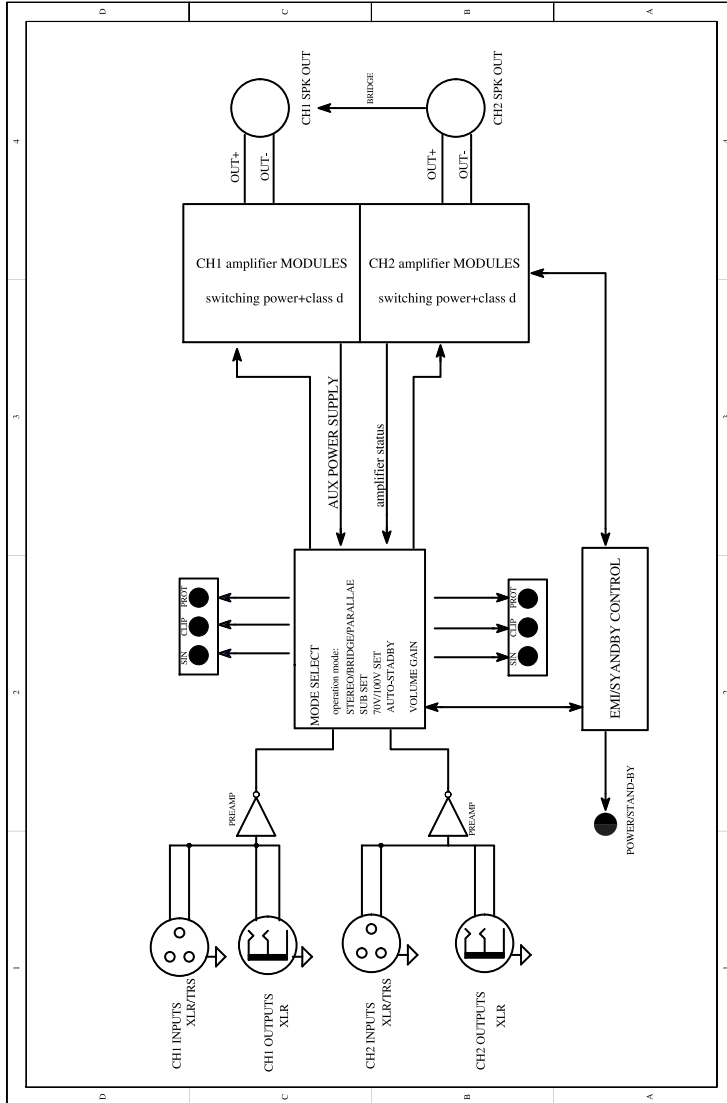 D
C
B
A
4
4
3
3
2
2
1
1
D
C
B
A
CH1 SPK OUT
BRIDGE
CH2 SPK OUT
OUT+
OUT-
OUT+
OUT-
CH1 amplifier MODULES
switching power+class d
CH2 amplifier MODULES
switching power+class d
AUX POWER SUPPLY
amplifier status
SIN
CLIP
PROT
MODE SELECT
operation mode:
STEREO/BRIDGE/PARALLAE
SUB SET
70V/100V SET
AUTO-STADBY
VOLUME GAIN
SIN
CLIP
PROT
EMI/SYANDBY CONTROL
POWER/STAND-BY
PREAMP
PREAMP
CH1 INPUTS
XLR/TRS
CH1 OUTPUTS
XLR
CH2 INPUTS
XLR/TRS
CH2 OUTPUTS
XLR